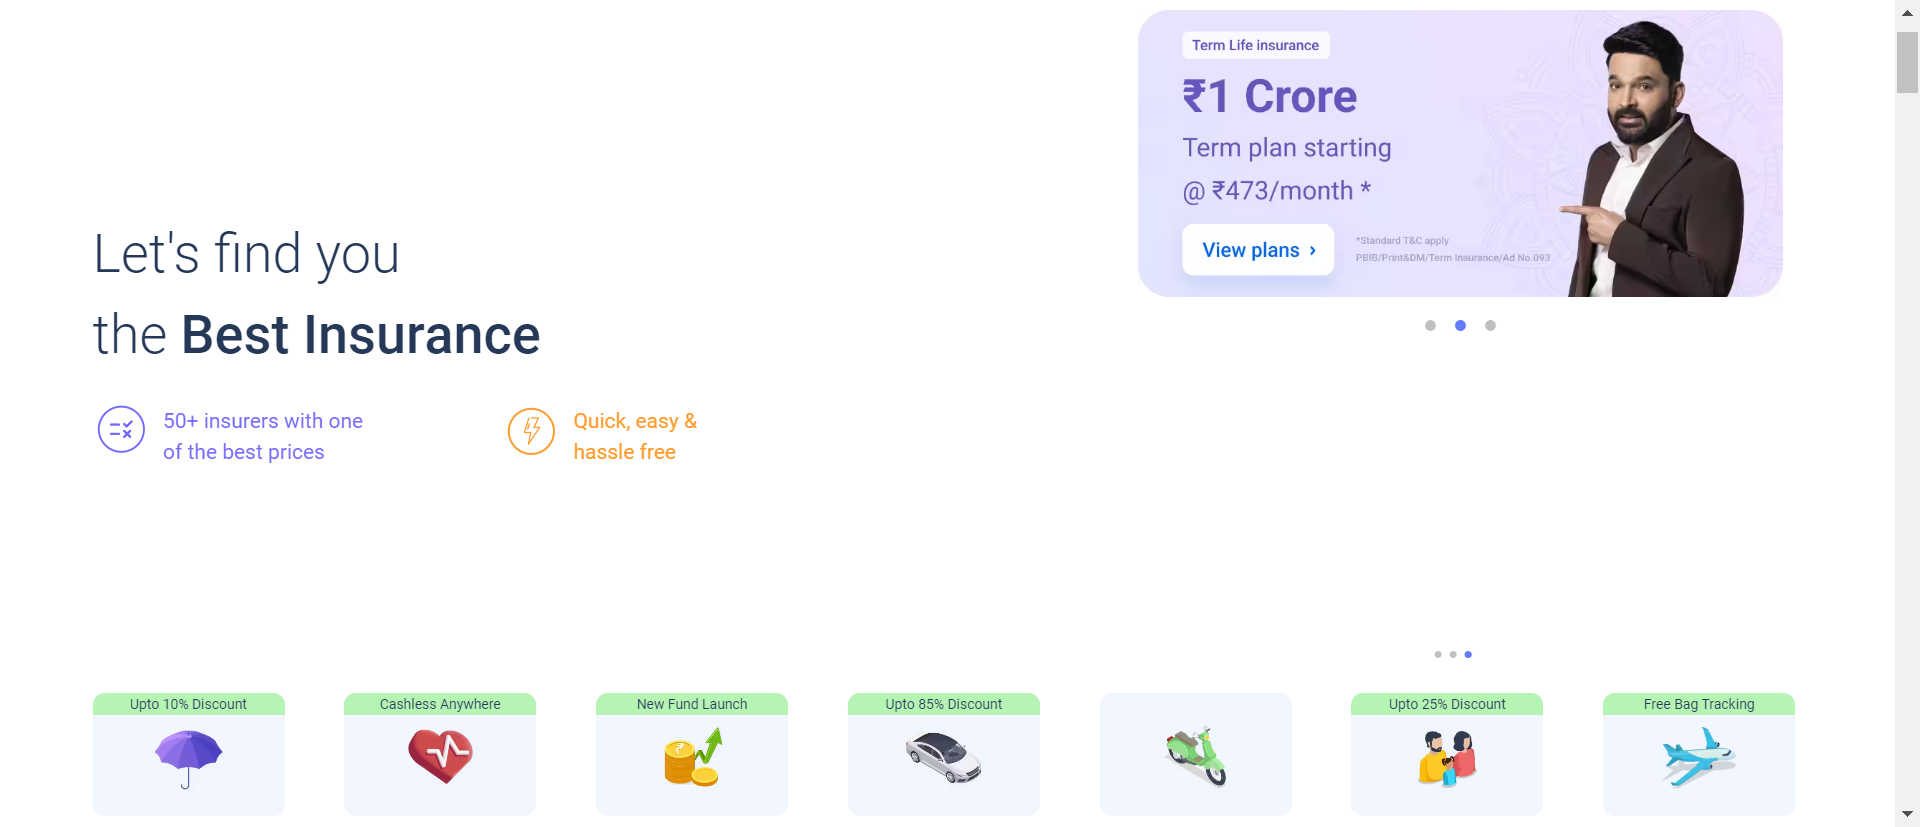 Term Life insurance
₹1 Crore
Term plan starting
@ ₹473/month *
View plans ›
*Standard T&C apply
PBIB/Print&DM/Term Insurance/Ad No.093
Let's find you
the Best Insurance
50+ insurers with one
of the best prices
Quick, easy &
hassle free
Upto 10% Discount
Cashless Anywhere
New Fund Launch
Upto 85% Discount
Upto 25% Discount
Free Bag Tracking